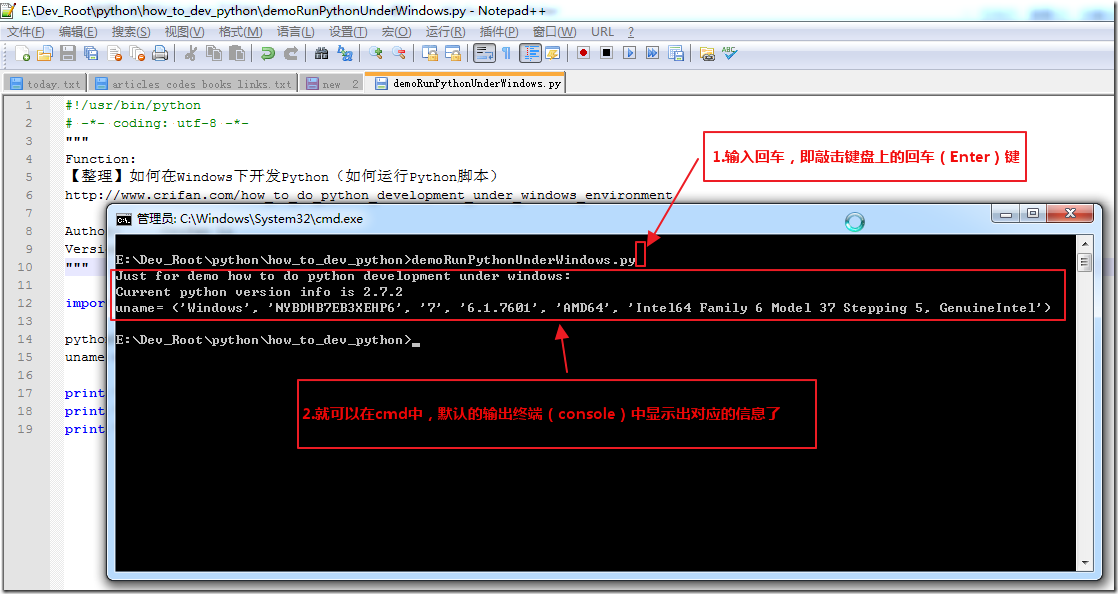 E:\Dev_Root\python\how_to_dev_python\demoRunPythonUnderWindows.py - Notepad++
文件(F) 编辑(E) 搜索(S) 视图(V) 格式(M) 语言(L) 设置(T) 宏(O) 运行(R) 插件(P) 窗口(W) URL ?
today.txt articles codes books links.txt new 2 demoRunPythonUnderWindows.py
1 #!/usr/bin/python
2 # -*- coding: utf-8 -*-
3 """
4 Function:
5 【整理】如何在Windows下开发Python（如何运行Python脚本）
6 http://www.crifan.com/how_to_do_python_development_under_windows_environment
7
8 Autho
9 Versi
10 """
11
12 impor
13
14 pytho
15 uname
16
17 print
18 print
19 print
1.输入回车，即敲击键盘上的回车（Enter）键
管理员: C:\Windows\System32\cmd.exe
E:\Dev_Root\python\how_to_dev_python>demoRunPythonUnderWindows.py
Just for demo how to do python development under windows:
Current python version info is 2.7.2
uname= ('Windows', 'NYBDHB7EB3XEHP6', '7', '6.1.7601', 'AMD64', 'Intel64 Family 6 Model 37 Stepping 5, GenuineIntel')
E:\Dev_Root\python\how_to_dev_python>
2.就可以在cmd中，默认的输出终端（console）中显示出对应的信息了